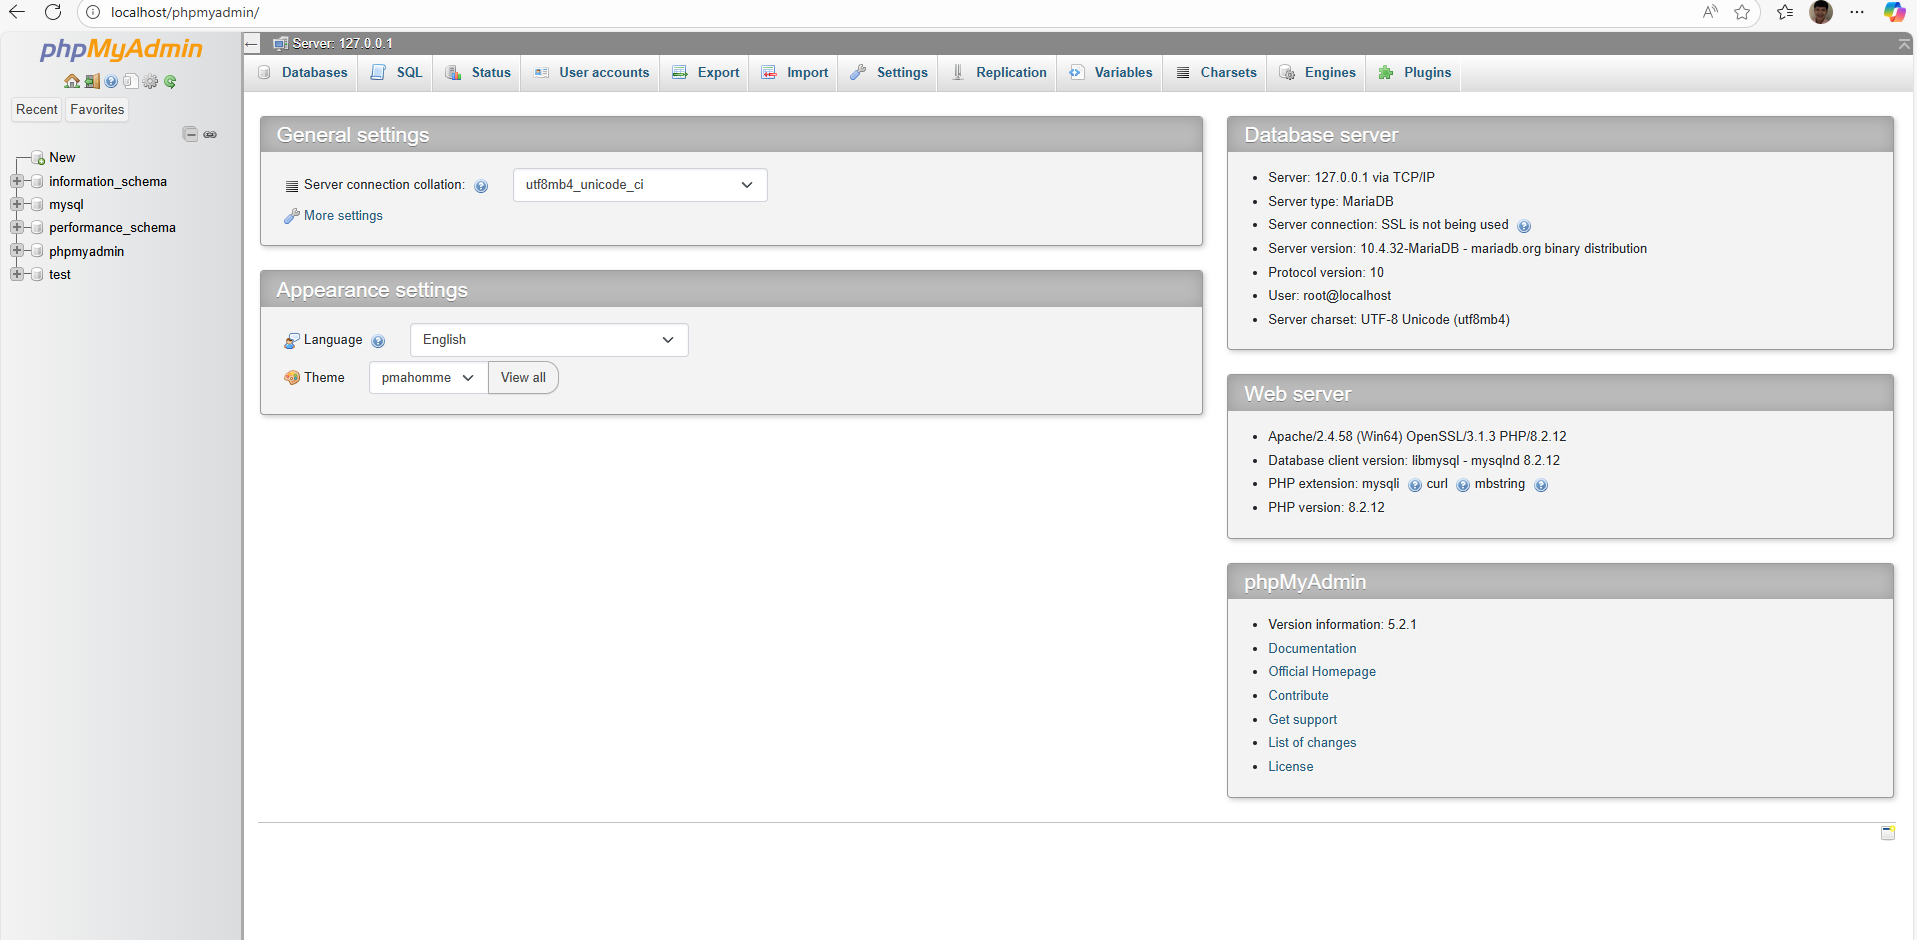 localhost/phpmyadmin/
phpMyAdmin
Recent Favorites
New
information_schema
mysql
performance_schema
phpmyadmin
test
Server: 127.0.0.1
Databases SQL Status User accounts Export Import Settings Replication Variables Charsets Engines Plugins
General settings
Server connection collation: utf8mb4_unicode_ci
More settings
Appearance settings
Language English
Theme pmahomme View all
Database server
Server: 127.0.0.1 via TCP/IP
Server type: MariaDB
Server connection: SSL is not being used
Server version: 10.4.32-MariaDB - mariadb.org binary distribution
Protocol version: 10
User: root@localhost
Server charset: UTF-8 Unicode (utf8mb4)
Web server
Apache/2.4.58 (Win64) OpenSSL/3.1.3 PHP/8.2.12
Database client version: libmysql - mysqlnd 8.2.12
PHP extension: mysqli curl mbstring
PHP version: 8.2.12
phpMyAdmin
Version information: 5.2.1
Documentation
Official Homepage
Contribute
Get support
List of changes
License